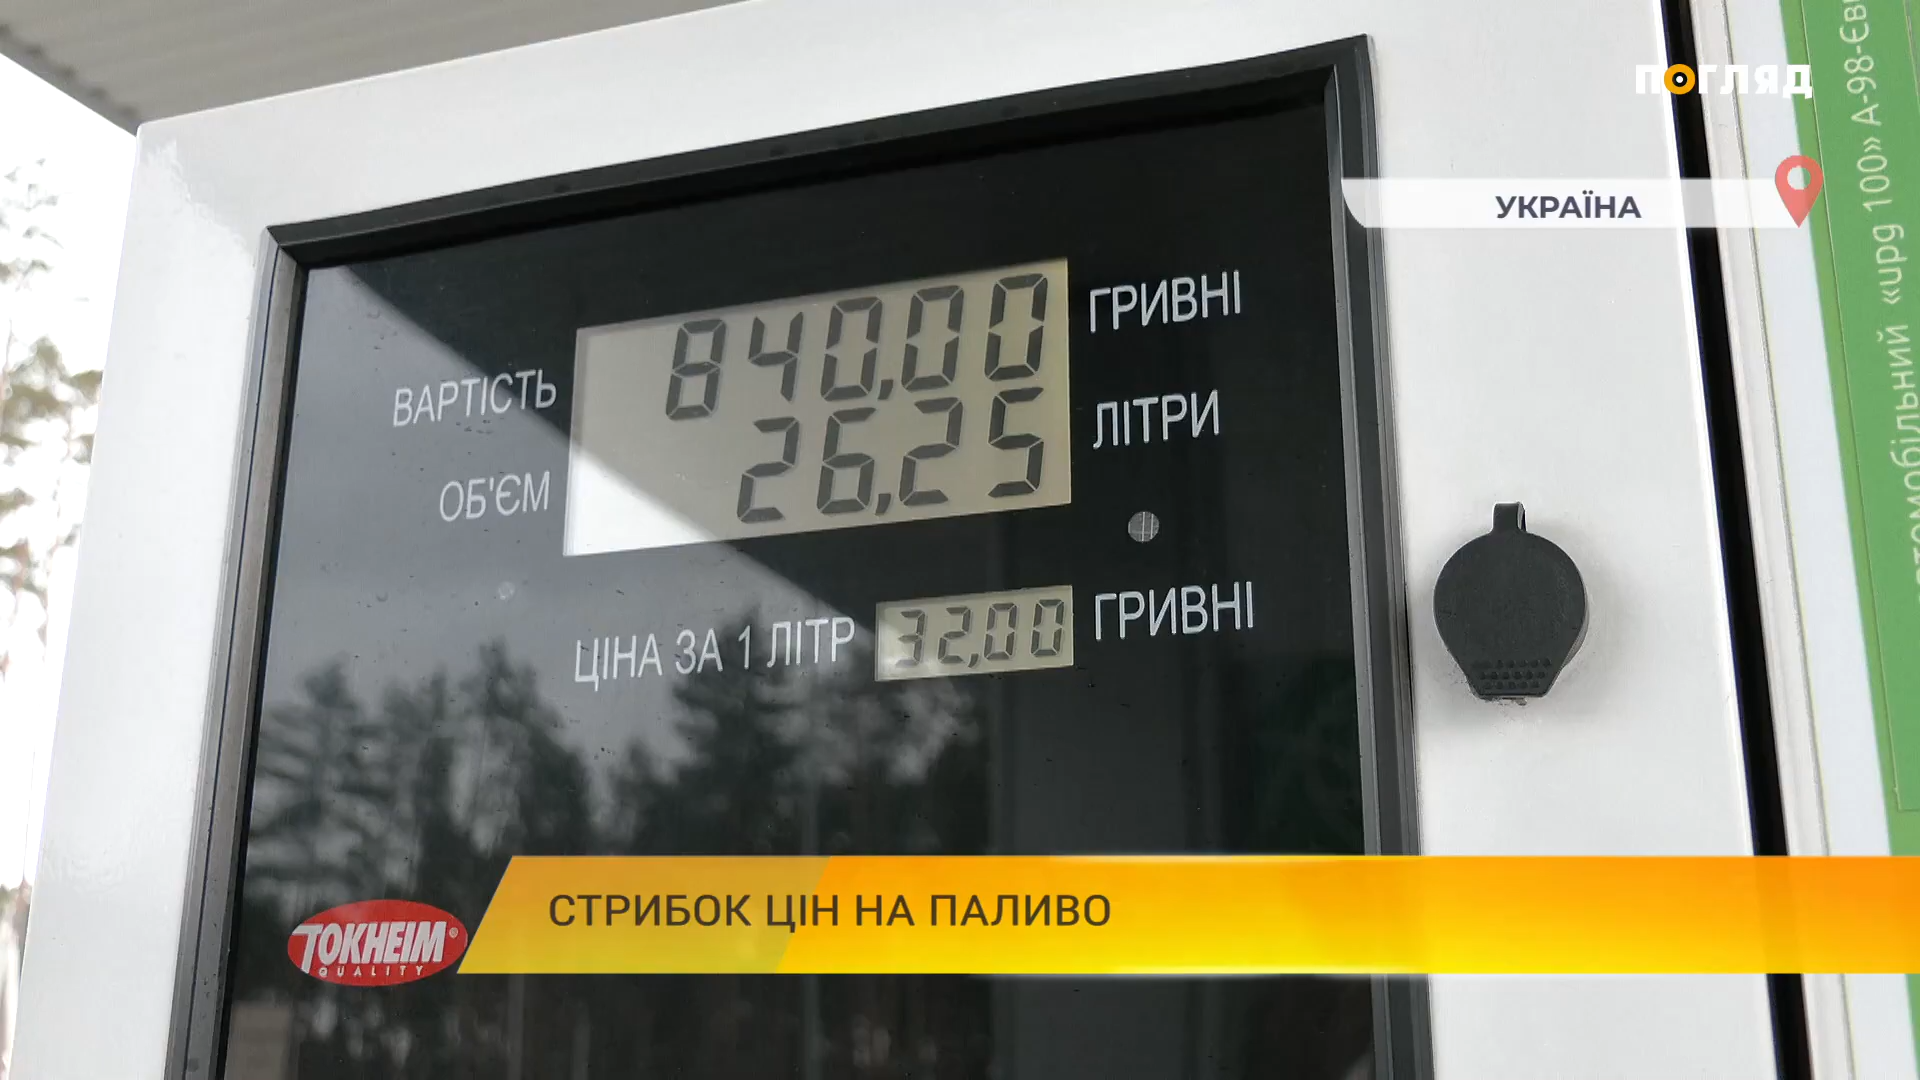 ПОГЛЯД
УКРАЇНА
840,00 ГРИВНІ
ВАРТІСТЬ
26,25 ЛІТРИ
ОБ'ЄМ
ЦІНА ЗА 1 ЛІТР 32,00 ГРИВНІ
автомобільний «upg 100» А-98-Єв
СТРИБОК ЦІН НА ПАЛИВО
TOKHEIM®
QUALITY